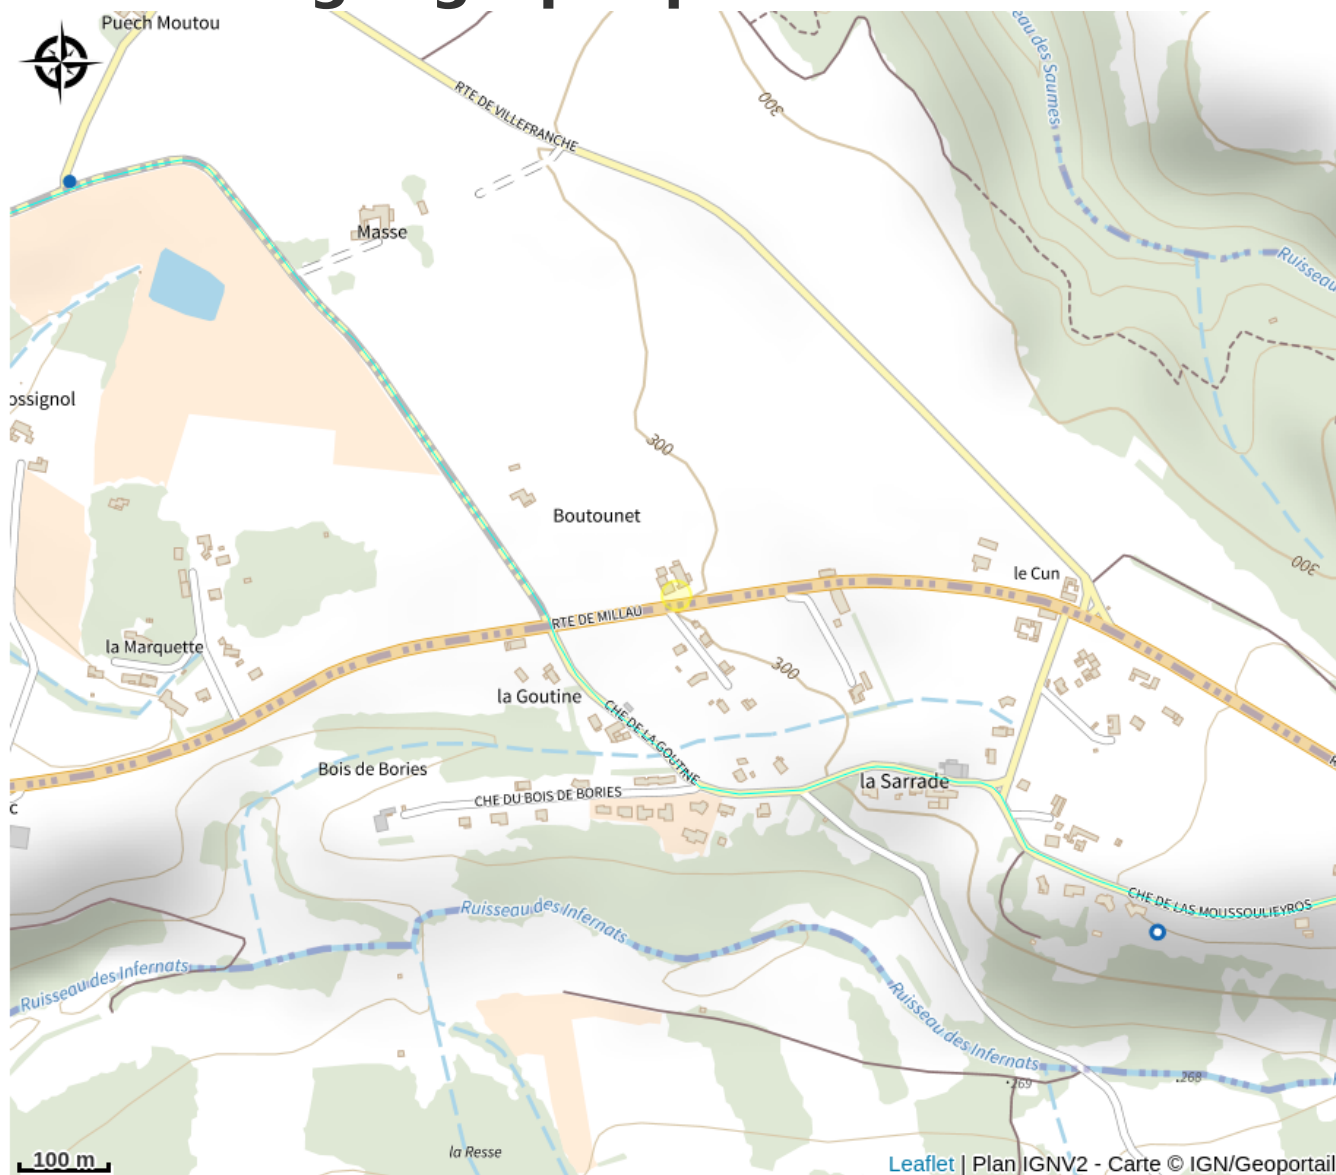 Puech Moutou
RTE DE VILLEFRANCHE
300
eau des Saumes
Masse
Ruisseau
ossignol
300
Boutounet
le Cun
300
RTE DE MILLAU
la Marquette
la Goutine
300
CHE DE LA GOUTINE
Bois de Bories
la Sarrade
CHE DU BOIS DE BORIES
c
CHE DE LAS MOUSSOULIEYROS
Ruisseau des Infernats
Ruisseau des Infernats
Ruisseau des Infernats
269
268
la Resse
100 m
Leaflet | Plan IGNV2 - Carte © IGN/Geoportail